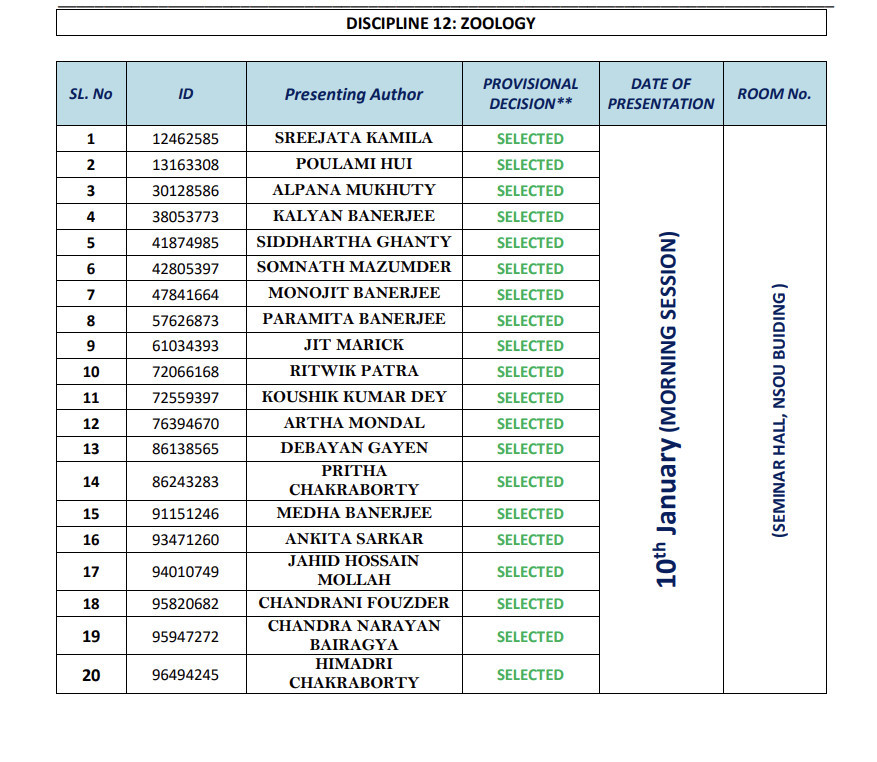 DISCIPLINE 12: ZOOLOGY
SL. No ID Presenting Author PROVISIONAL DECISION** DATE OF PRESENTATION ROOM No.
1 12462585 SREEJATA KAMILA SELECTED
2 13163308 POULAMI HUI SELECTED
3 30128586 ALPANA MUKHUTY SELECTED
4 38053773 KALYAN BANERJEE SELECTED
5 41874985 SIDDHARTHA GHANTY SELECTED
6 42805397 SOMNATH MAZUMDER SELECTED
7 47841664 MONOJIT BANERJEE SELECTED
8 57626873 PARAMITA BANERJEE SELECTED
9 61034393 JIT MARICK SELECTED
10 72066168 RITWIK PATRA SELECTED
11 72559397 KOUSHIK KUMAR DEY SELECTED
12 76394670 ARTHA MONDAL SELECTED
13 86138565 DEBAYAN GAYEN SELECTED
14 86243283 PRITHA CHAKRABORTY SELECTED
15 91151246 MEDHA BANERJEE SELECTED
16 93471260 ANKITA SARKAR SELECTED
17 94010749 JAHID HOSSAIN MOLLAH SELECTED
18 95820682 CHANDRANI FOUZDER SELECTED
19 95947272 CHANDRA NARAYAN BAIRAGYA SELECTED
20 96494245 HIMADRI CHAKRABORTY SELECTED
10th January (MORNING SESSION)
(SEMINAR HALL, NSOU BUIDING )